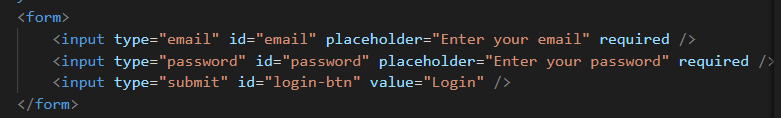 <form>
<input type="email" id="email" placeholder="Enter your email" required />
<input type="password" id="password" placeholder="Enter your password" required />
<input type="submit" id="login-btn" value="Login" />
</form>